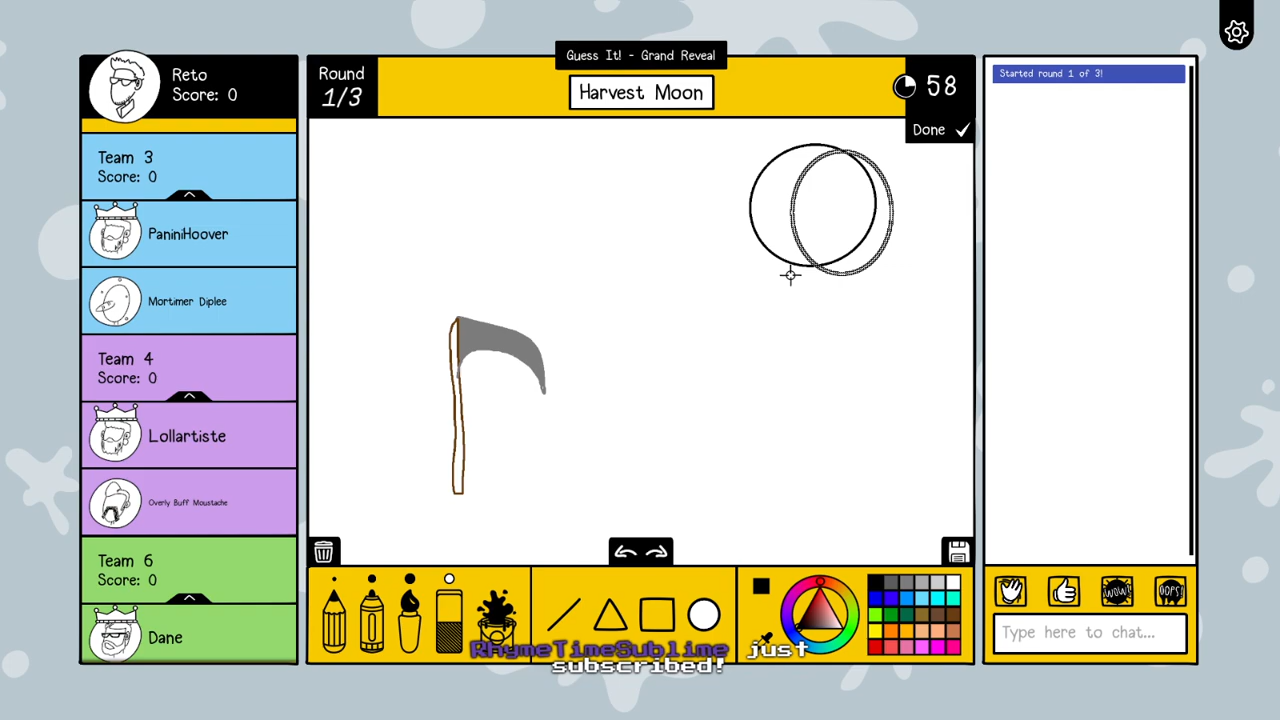 Reto
Score: 0
Team 3
Score: 0
PaniniHoover
Mortimer Diplee
Team 4
Score: 0
Lollartiste
Overly Buff Moustache
Team 6
Score: 0
Dane
Round
1/3
Guess It! - Grand Reveal
Harvest Moon
58
Done
Started round 1 of 3!
WOW!
OOPS!
Type here to chat...
RhymeTimeSublime just
subscribed!